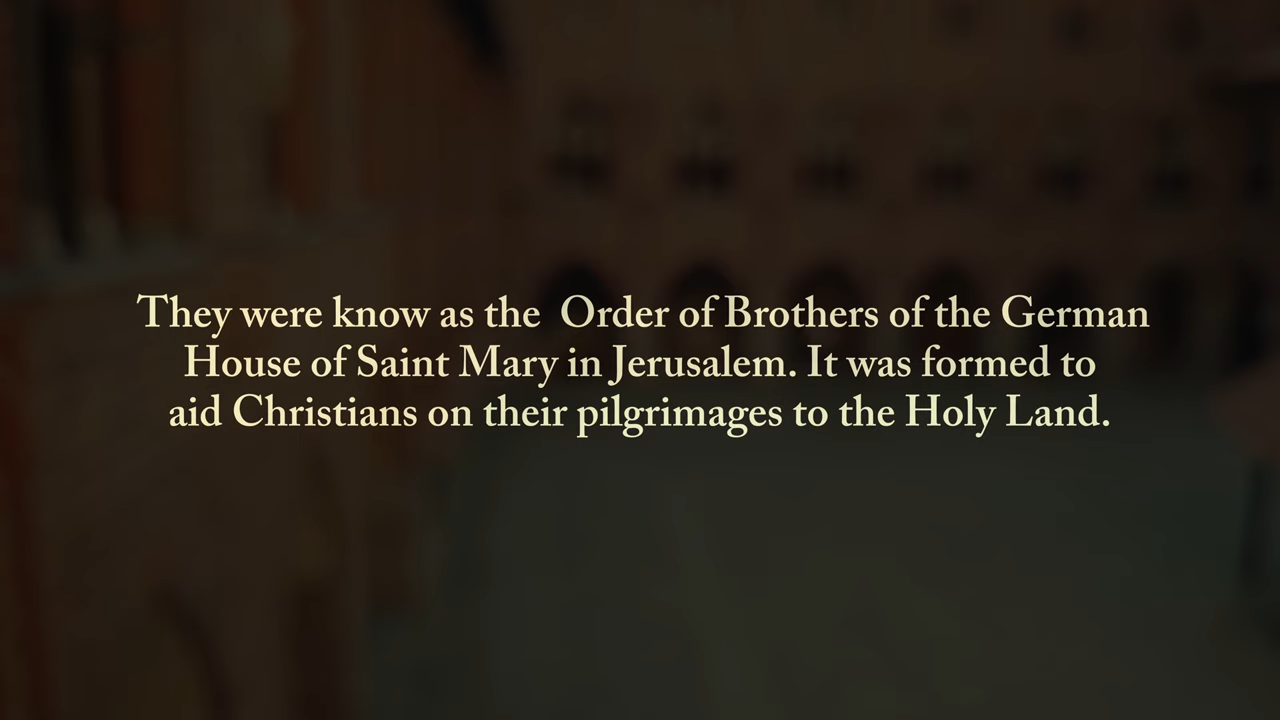 They were know as the  Order of Brothers of the German
House of Saint Mary in Jerusalem. It was formed to
aid Christians on their pilgrimages to the Holy Land.